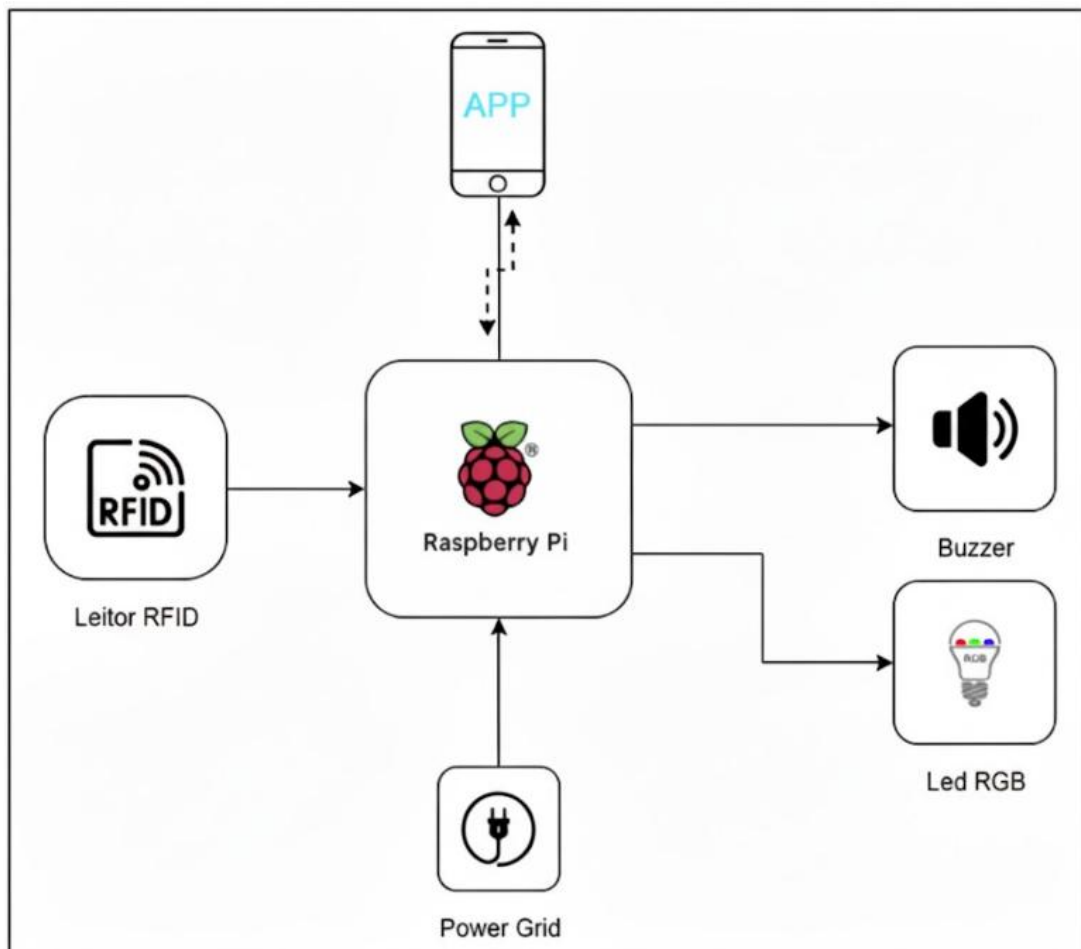 APP
RFID
Leitor RFID
®
Raspberry Pi
Buzzer
RGB
Led RGB
Power Grid